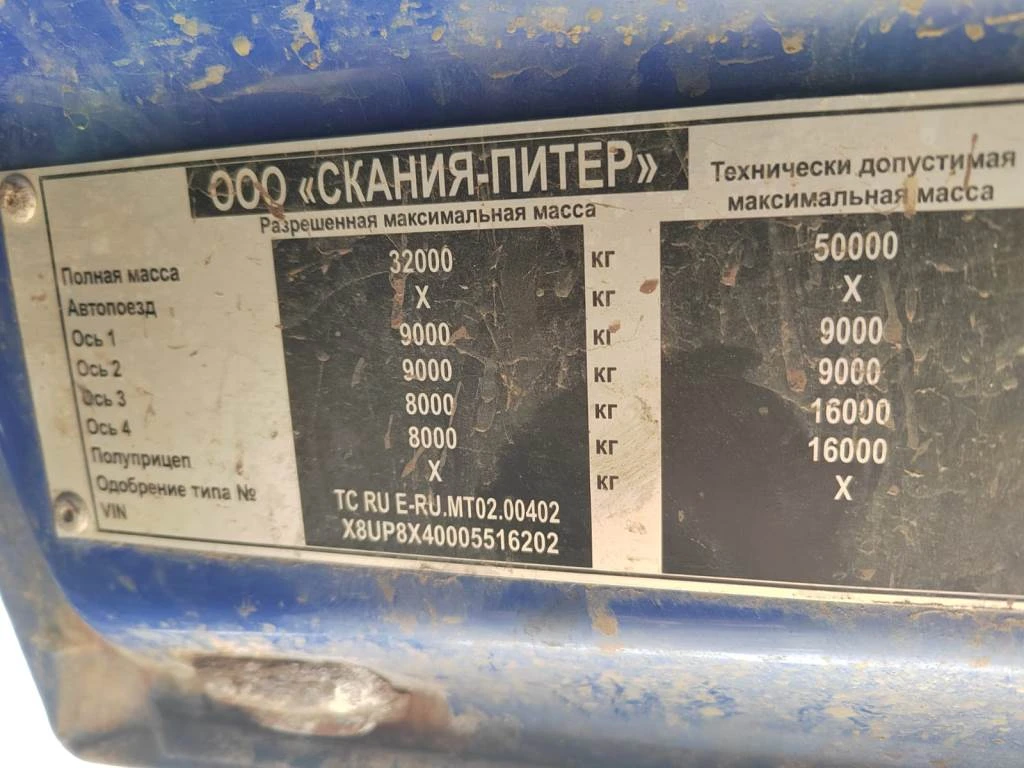 ООО «СКАНИЯ-ПИТЕР»
Разрешенная максимальная масса
Технически допустимая
максимальная масса
Полная масса 32000 кг 50000
Автопоезд X кг X
Ось 1 9000 кг 9000
Ось 2 9000 кг 9000
Ось 3 8000 кг 16000
Ось 4 8000 кг 16000
Полуприцеп X кг X
Одобрение типа № TC RU E-RU.MT02.00402
VIN X8UP8X40005516202